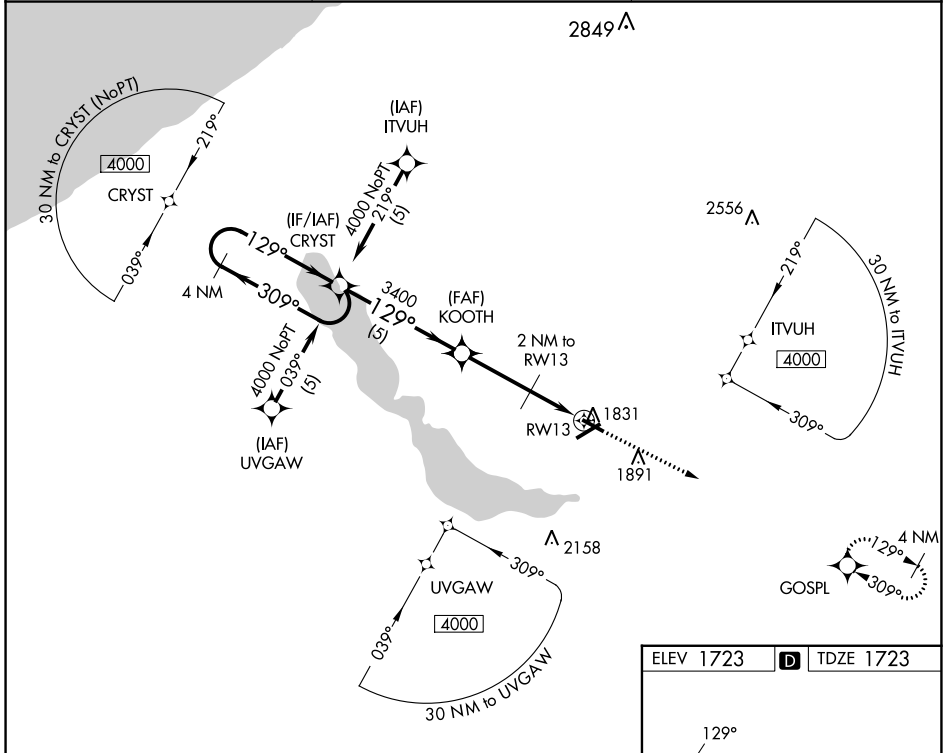 2849
30 NM to CRYST (NoPT)
219°
4000
CRYST
039°
(IAF)
ITVUH
4000 NoPT
219°
(5)
(IF/IAF)
CRYST
129°
4 NM
309°
3400
129°
(5)
(FAF)
KOOTH
2 NM to
RW13
RW13
1831
1891
4000 NoPT
039°
(5)
(IAF)
UVGAW
2556
219°
30 NM to ITVUH
ITVUH
4000
309°
2158
309°
UVGAW
4000
039°
30 NM to UVGAW
4 NM
129°
309°
GOSPL
ELEV 1723 D TDZE 1723
129°